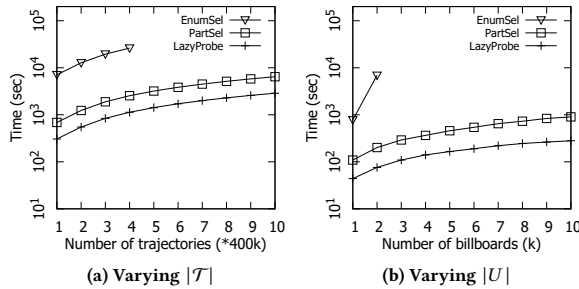 10^5
10^4
10^3
10^2
10^1
Time (sec)
EnumSel
PartSel
LazyProbe
1 2 3 4 5 6 7 8 9 10
Number of trajectories (*400k)
(a) Varying |𝒯|
10^5
10^4
10^3
10^2
10^1
Time (sec)
EnumSel
PartSel
LazyProbe
1 2 3 4 5 6 7 8 9 10
Number of billboards (k)
(b) Varying |U|